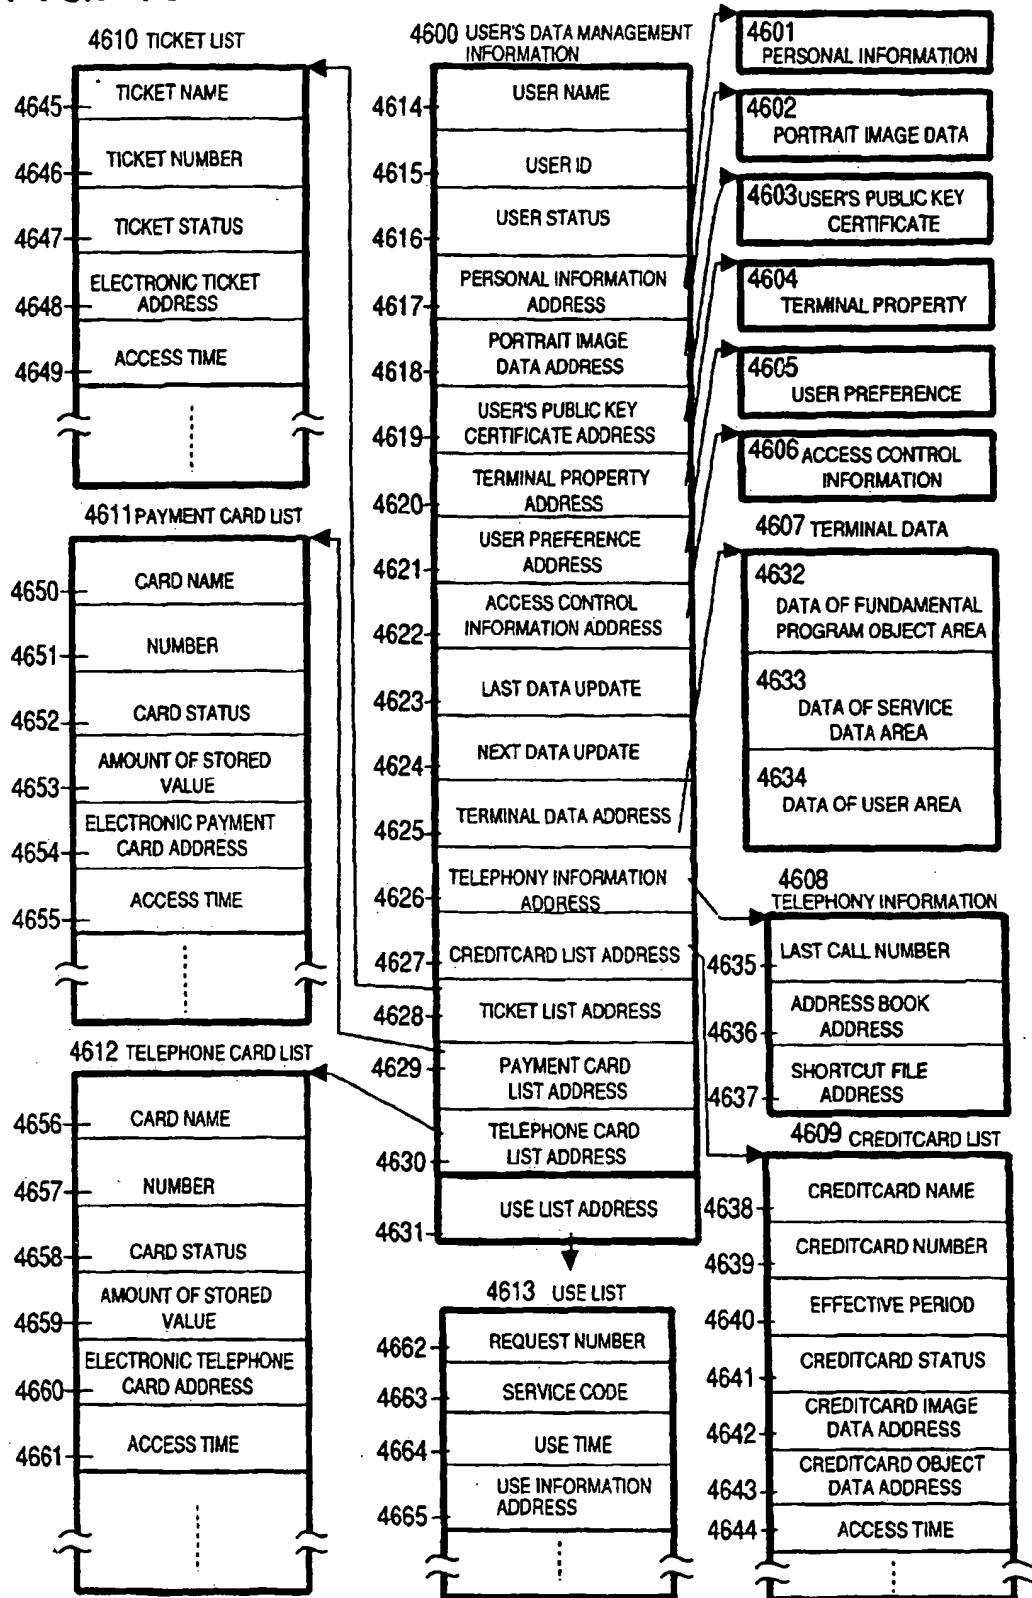 4610 TICKET LIST
4645 TICKET NAME
4646 TICKET NUMBER
4647 TICKET STATUS
4648 ELECTRONIC TICKET
ADDRESS
4649 ACCESS TIME
4611 PAYMENT CARD LIST
4650 CARD NAME
4651 NUMBER
4652 CARD STATUS
4653 AMOUNT OF STORED
VALUE
4654 ELECTRONIC PAYMENT
CARD ADDRESS
4655 ACCESS TIME
4612 TELEPHONE CARD LIST
4656 CARD NAME
4657 NUMBER
4658 CARD STATUS
4659 AMOUNT OF STORED
VALUE
4660 ELECTRONIC TELEPHONE
CARD ADDRESS
4661 ACCESS TIME
4600 USER'S DATA MANAGEMENT
INFORMATION
4614 USER NAME
4615 USER ID
4616 USER STATUS
4617 PERSONAL INFORMATION
ADDRESS
4618 PORTRAIT IMAGE
DATA ADDRESS
4619 USER'S PUBLIC KEY
CERTIFICATE ADDRESS
4620 TERMINAL PROPERTY
ADDRESS
4621 USER PREFERENCE
ADDRESS
4622 ACCESS CONTROL
INFORMATION ADDRESS
4623 LAST DATA UPDATE
4624 NEXT DATA UPDATE
4625 TERMINAL DATA ADDRESS
4626 TELEPHONY INFORMATION
ADDRESS
4627 CREDITCARD LIST ADDRESS
4628 TICKET LIST ADDRESS
4629 PAYMENT CARD
LIST ADDRESS
4630 TELEPHONE CARD
LIST ADDRESS
4631 USE LIST ADDRESS
4613 USE LIST
4662 REQUEST NUMBER
4663 SERVICE CODE
4664 USE TIME
4665 USE INFORMATION
ADDRESS
4601
PERSONAL INFORMATION
4602
PORTRAIT IMAGE DATA
4603 USER'S PUBLIC KEY
CERTIFICATE
4604
TERMINAL PROPERTY
4605
USER PREFERENCE
4606 ACCESS CONTROL
INFORMATION
4607 TERMINAL DATA
4632
DATA OF FUNDAMENTAL
PROGRAM OBJECT AREA
4633
DATA OF SERVICE
DATA AREA
4634
DATA OF USER AREA
4608
TELEPHONY INFORMATION
4635 LAST CALL NUMBER
4636 ADDRESS BOOK
ADDRESS
4637 SHORTCUT FILE
ADDRESS
4609 CREDITCARD LIST
4638 CREDITCARD NAME
4639 CREDITCARD NUMBER
4640 EFFECTIVE PERIOD
4641 CREDITCARD STATUS
4642 CREDITCARD IMAGE
DATA ADDRESS
4643 CREDITCARD OBJECT
DATA ADDRESS
4644 ACCESS TIME